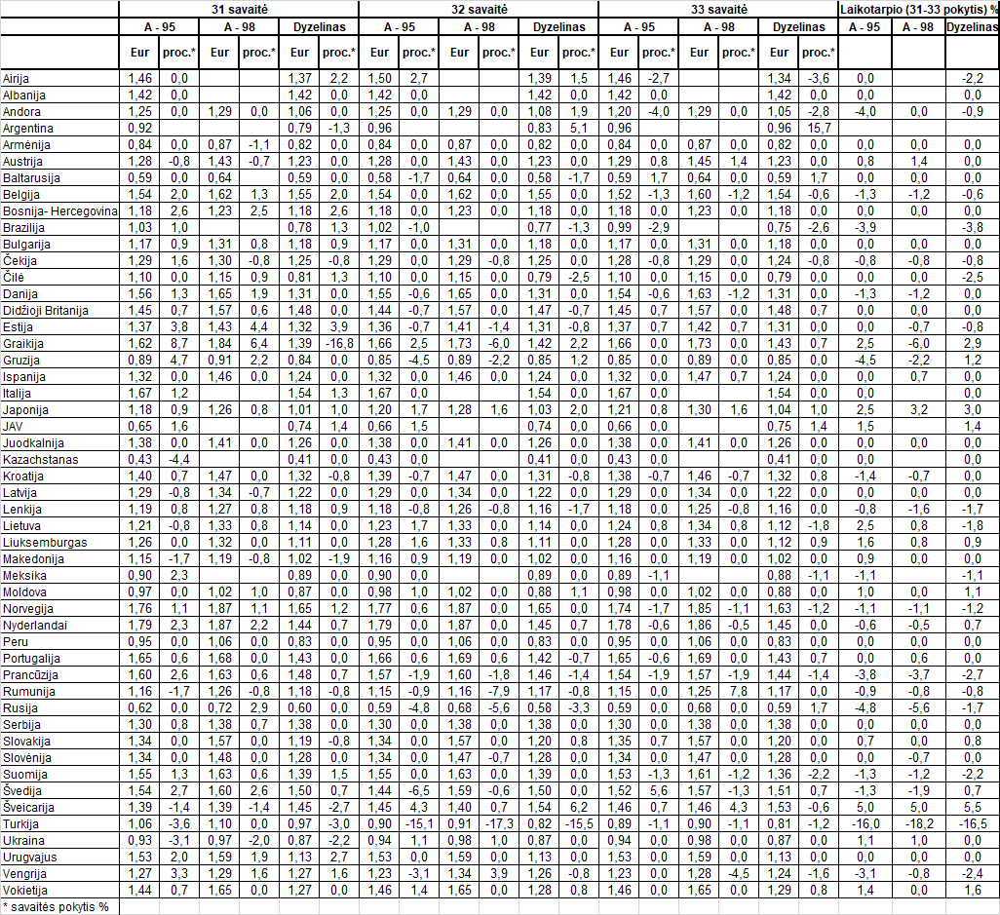 31 savaitė 32 savaitė 33 savaitė Laikotarpio (31-33 pokytis) %
A - 95 A - 98 Dyzelinas A - 95 A - 98 Dyzelinas A - 95 A - 98 Dyzelinas A - 95 A - 98 Dyzelinas
Eur proc.* Eur proc.* Eur proc.* Eur proc.* Eur proc.* Eur proc.* Eur proc.* Eur proc.* Eur proc.*
Airija 1,46 0,0 1,37 2,2 1,50 2,7 1,39 1,5 1,46 -2,7 1,34 -3,6 0,0 -2,2
Albanija 1,42 0,0 1,42 0,0 1,42 0,0 1,42 0,0 1,42 0,0 1,42 0,0 0,0 0,0
Andora 1,25 0,0 1,29 0,0 1,06 0,0 1,25 0,0 1,29 0,0 1,08 1,9 1,20 -4,0 1,29 0,0 1,05 -2,8 -4,0 0,0 -0,9
Argentina 0,92 0,79 -1,3 0,96 0,83 5,1 0,96 0,96 15,7
Armėnija 0,84 0,0 0,87 -1,1 0,82 0,0 0,84 0,0 0,87 0,0 0,82 0,0 0,84 0,0 0,87 0,0 0,82 0,0 0,0 0,0 0,0
Austrija 1,28 -0,8 1,43 -0,7 1,23 0,0 1,28 0,0 1,43 0,0 1,23 0,0 1,29 0,8 1,45 1,4 1,23 0,0 0,8 1,4 0,0
Baltarusija 0,59 0,0 0,64 0,59 0,0 0,58 -1,7 0,64 0,0 0,58 -1,7 0,59 1,7 0,64 0,0 0,59 1,7 0,0 0,0 0,0
Belgija 1,54 2,0 1,62 1,3 1,55 2,0 1,54 0,0 1,62 0,0 1,55 0,0 1,52 -1,3 1,60 -1,2 1,54 -0,6 -1,3 -1,2 -0,6
Bosnija- Hercegovina 1,18 2,6 1,23 2,5 1,18 2,6 1,18 0,0 1,23 0,0 1,18 0,0 1,18 0,0 1,23 0,0 1,18 0,0 0,0 0,0 0,0
Brazilija 1,03 1,0 0,78 1,3 1,02 -1,0 0,77 -1,3 0,99 -2,9 0,75 -2,6 -3,9 -3,8
Bulgarija 1,17 0,9 1,31 0,8 1,18 0,9 1,17 0,0 1,31 0,0 1,18 0,0 1,17 0,0 1,31 0,0 1,18 0,0 0,0 0,0 0,0
Čekija 1,29 1,6 1,30 -0,8 1,25 -0,8 1,29 0,0 1,29 -0,8 1,25 0,0 1,28 -0,8 1,29 0,0 1,24 -0,8 -0,8 -0,8 -0,8
Čilė 1,10 0,0 1,15 0,9 0,81 1,3 1,10 0,0 1,15 0,0 0,79 -2,5 1,10 0,0 1,15 0,0 0,79 0,0 0,0 0,0 -2,5
Danija 1,56 1,3 1,65 1,9 1,31 0,0 1,55 -0,6 1,65 0,0 1,31 0,0 1,54 -0,6 1,63 -1,2 1,31 0,0 -1,3 -1,2 0,0
Didžioji Britanija 1,45 0,7 1,57 0,6 1,48 0,0 1,44 -0,7 1,57 0,0 1,47 -0,7 1,45 0,7 1,57 0,0 1,48 0,7 0,0 0,0 0,0
Estija 1,37 3,8 1,43 4,4 1,32 3,9 1,36 -0,7 1,41 -1,4 1,31 -0,8 1,37 0,7 1,42 0,7 1,31 0,0 0,0 -0,7 -0,8
Graikija 1,62 8,7 1,84 6,4 1,39 -16,8 1,66 2,5 1,73 -6,0 1,42 2,2 1,66 0,0 1,73 0,0 1,43 0,7 2,5 -6,0 2,9
Gruzija 0,89 4,7 0,91 2,2 0,84 0,0 0,85 -4,5 0,89 -2,2 0,85 1,2 0,85 0,0 0,89 0,0 0,85 0,0 -4,5 -2,2 1,2
Ispanija 1,32 0,0 1,46 0,0 1,24 0,0 1,32 0,0 1,46 0,0 1,24 0,0 1,32 0,0 1,47 0,7 1,24 0,0 0,0 0,7 0,0
Italija 1,67 1,2 1,54 1,3 1,67 0,0 1,54 0,0 1,67 0,0 1,54 0,0 0,0 0,0
Japonija 1,18 0,9 1,26 0,8 1,01 1,0 1,20 1,7 1,28 1,6 1,03 2,0 1,21 0,8 1,30 1,6 1,04 1,0 2,5 3,2 3,0
JAV 0,65 1,6 0,74 1,4 0,66 1,5 0,74 0,0 0,66 0,0 0,75 1,4 1,5 1,4
Juodkalnija 1,38 0,0 1,41 0,0 1,26 0,0 1,38 0,0 1,41 0,0 1,26 0,0 1,38 0,0 1,41 0,0 1,26 0,0 0,0 0,0 0,0
Kazachstanas 0,43 -4,4 0,41 0,0 0,43 0,0 0,41 0,0 0,43 0,0 0,41 0,0 0,0 0,0
Kroatija 1,40 0,7 1,47 0,0 1,32 -0,8 1,39 -0,7 1,47 0,0 1,31 -0,8 1,38 -0,7 1,46 -0,7 1,32 0,8 -1,4 -0,7 0,0
Latvija 1,29 -0,8 1,34 -0,7 1,22 0,0 1,29 0,0 1,34 0,0 1,22 0,0 1,29 0,0 1,34 0,0 1,22 0,0 0,0 0,0 0,0
Lenkija 1,19 0,8 1,27 0,8 1,18 0,9 1,18 -0,8 1,26 -0,8 1,16 -1,7 1,18 0,0 1,25 -0,8 1,16 0,0 -0,8 -1,6 -1,7
Lietuva 1,21 -0,8 1,33 0,8 1,14 0,0 1,23 1,7 1,33 0,0 1,14 0,0 1,24 0,8 1,34 0,8 1,12 -1,8 2,5 0,8 -1,8
Liuksemburgas 1,26 0,0 1,32 0,0 1,11 0,0 1,28 1,6 1,33 0,8 1,11 0,0 1,28 0,0 1,33 0,0 1,12 0,9 1,6 0,8 0,9
Makedonija 1,15 -1,7 1,19 -0,8 1,02 -1,9 1,16 0,9 1,19 0,0 1,02 0,0 1,16 0,0 1,19 0,0 1,02 0,0 0,9 0,0 0,0
Meksika 0,90 2,3 0,89 0,0 0,90 0,0 0,89 0,0 0,89 -1,1 0,88 -1,1 -1,1 -1,1
Moldova 0,97 0,0 1,02 1,0 0,87 0,0 0,98 1,0 1,02 0,0 0,88 1,1 0,98 0,0 1,02 0,0 0,88 0,0 1,0 0,0 1,1
Norvegija 1,76 1,1 1,87 1,1 1,65 1,2 1,77 0,6 1,87 0,0 1,65 0,0 1,74 -1,7 1,85 -1,1 1,63 -1,2 -1,1 -1,1 -1,2
Nyderlandai 1,79 2,3 1,87 2,2 1,44 0,7 1,79 0,0 1,87 0,0 1,45 0,7 1,78 -0,6 1,86 -0,5 1,45 0,0 -0,6 -0,5 0,7
Peru 0,95 0,0 1,06 0,0 0,83 0,0 0,95 0,0 1,06 0,0 0,83 0,0 0,95 0,0 1,06 0,0 0,83 0,0 0,0 0,0 0,0
Portugalija 1,65 0,6 1,68 0,0 1,43 0,0 1,66 0,6 1,69 0,6 1,42 -0,7 1,65 -0,6 1,69 0,0 1,43 0,7 0,0 0,6 0,0
Prancūzija 1,60 2,6 1,63 0,6 1,48 0,7 1,57 -1,9 1,60 -1,8 1,46 -1,4 1,54 -1,9 1,57 -1,9 1,44 -1,4 -3,8 -3,7 -2,7
Rumunija 1,16 -1,7 1,26 -0,8 1,18 -0,8 1,15 -0,9 1,16 -7,9 1,17 -0,8 1,15 0,0 1,25 7,8 1,17 0,0 -0,9 -0,8 -0,8
Rusija 0,62 0,0 0,72 2,9 0,60 0,0 0,59 -4,8 0,68 -5,6 0,58 -3,3 0,59 0,0 0,68 0,0 0,59 1,7 -4,8 -5,6 -1,7
Serbija 1,30 0,8 1,38 0,7 1,38 0,0 1,30 0,0 1,38 0,0 1,38 0,0 1,30 0,0 1,38 0,0 1,38 0,0 0,0 0,0 0,0
Slovakija 1,34 0,0 1,57 0,0 1,19 -0,8 1,34 0,0 1,57 0,0 1,20 0,8 1,35 0,7 1,57 0,0 1,20 0,0 0,7 0,0 0,8
Slovėnija 1,34 0,0 1,48 0,0 1,28 0,0 1,34 0,0 1,47 -0,7 1,28 0,0 1,34 0,0 1,47 0,0 1,28 0,0 0,0 -0,7 0,0
Suomija 1,55 1,3 1,63 0,6 1,39 1,5 1,55 0,0 1,63 0,0 1,39 0,0 1,53 -1,3 1,61 -1,2 1,36 -2,2 -1,3 -1,2 -2,2
Švedija 1,54 2,7 1,60 2,6 1,50 0,7 1,44 -6,5 1,59 -0,6 1,50 0,0 1,52 5,6 1,57 -1,3 1,51 0,7 -1,3 -1,9 0,7
Šveicarija 1,39 -1,4 1,39 -1,4 1,45 -2,7 1,45 4,3 1,40 0,7 1,54 6,2 1,46 0,7 1,46 4,3 1,53 -0,6 5,0 5,0 5,5
Turkija 1,06 -3,6 1,10 0,0 0,97 -3,0 0,90 -15,1 0,91 -17,3 0,82 -15,5 0,89 -1,1 0,90 -1,1 0,81 -1,2 -16,0 -18,2 -16,5
Ukraina 0,93 -3,1 0,97 -2,0 0,87 -2,2 0,94 1,1 0,98 1,0 0,87 0,0 0,94 0,0 0,98 0,0 0,87 0,0 1,1 1,0 0,0
Urugvajus 1,53 2,0 1,59 1,9 1,13 2,7 1,53 0,0 1,59 0,0 1,13 0,0 1,53 0,0 1,59 0,0 1,13 0,0 0,0 0,0 0,0
Vengrija 1,27 3,3 1,29 1,6 1,27 1,6 1,23 -3,1 1,34 3,9 1,26 -0,8 1,23 0,0 1,28 -4,5 1,24 -1,6 -3,1 -0,8 -2,4
Vokietija 1,44 0,7 1,65 0,0 1,27 0,0 1,46 1,4 1,65 0,0 1,28 0,8 1,46 0,0 1,65 0,0 1,29 0,8 1,4 0,0 1,6
* savaitės pokytis %